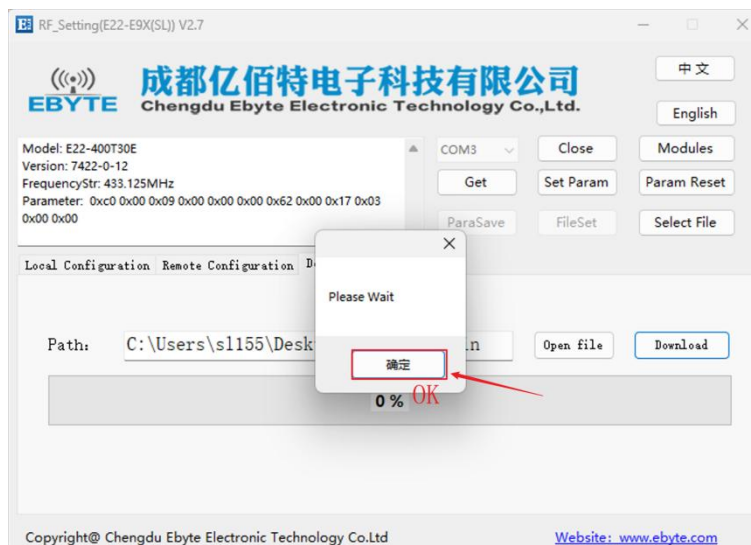 RF_Setting(E22-E9X(SL)) V2.7
中文
成都亿佰特电子科技有限公司
EBYTE
Chengdu Ebyte Electronic Technology Co.,Ltd.
English
Model: E22-400T30E
Version: 7422-0-12
FrequencyStr: 433.125MHz
Parameter: 0xc0 0x00 0x09 0x00 0x00 0x00 0x62 0x00 0x17 0x03
0x00 0x00
COM3
Close
Modules
Get
Set Param
Param Reset
ParaSave
FileSet
Select File
Local Configuration
Remote Configuration
Please Wait
Path:
C:\Users\sl155\Desk
Open file
Download
确定
OK
0 %
Copyright@ Chengdu Ebyte Electronic Technology Co.Ltd
Website: www.ebyte.com